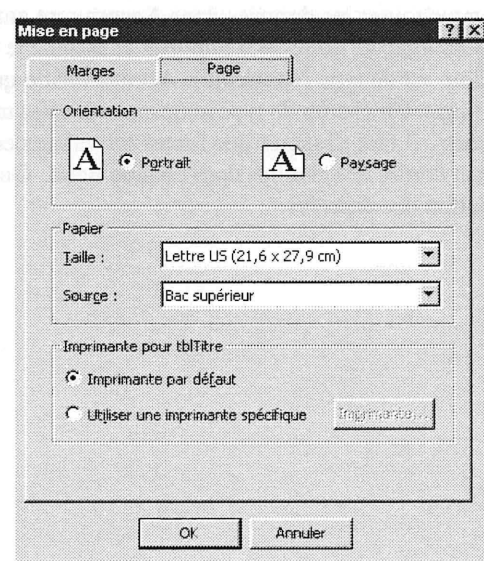 Mise en page
Marges Page
Orientation
A Portrait A Paysage
Papier
Taille : Lettre US (21,6 x 27,9 cm)
Source : Bac supérieur
Imprimante pour tblTitre
Imprimante par défaut
Utiliser une imprimante spécifique Imprimante...
OK Annuler